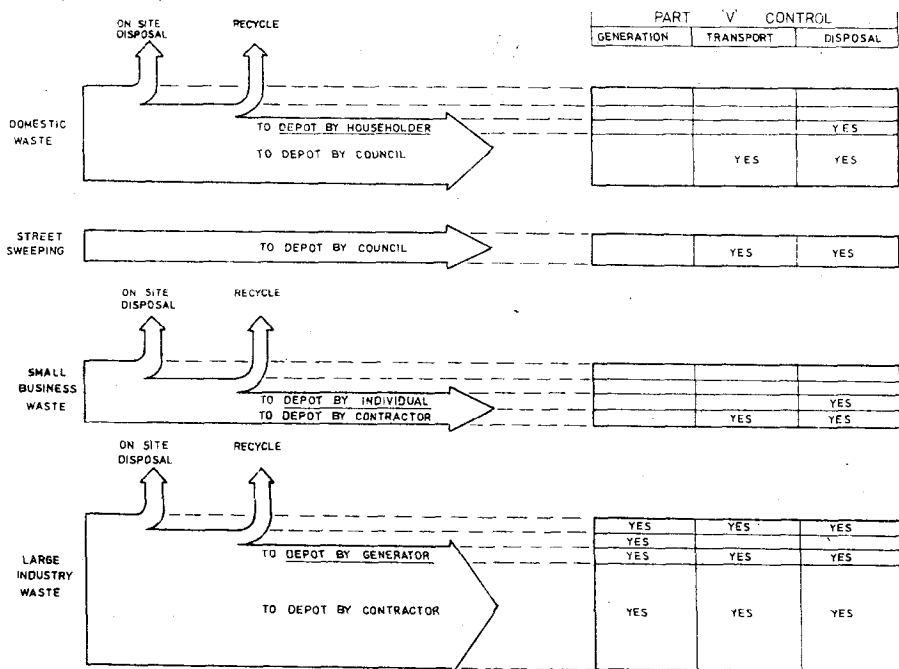 PART 'V' CONTROL
GENERATION TRANSPORT DISPOSAL
ON SITE
DISPOSAL
RECYCLE
DOMESTIC
WASTE
TO DEPOT BY HOUSEHOLDER
YES
TO DEPOT BY COUNCIL
YES YES
STREET
SWEEPING
TO DEPOT BY COUNCIL
YES YES
ON SITE
DISPOSAL
RECYCLE
SMALL
BUSINESS
WASTE
TO DEPOT BY INDIVIDUAL
YES
TO DEPOT BY CONTRACTOR
YES YES
ON SITE
DISPOSAL
RECYCLE
YES YES YES
YES
LARGE
INDUSTRY
WASTE
TO DEPOT BY GENERATOR
YES YES YES
TO DEPOT BY CONTRACTOR
YES YES YES